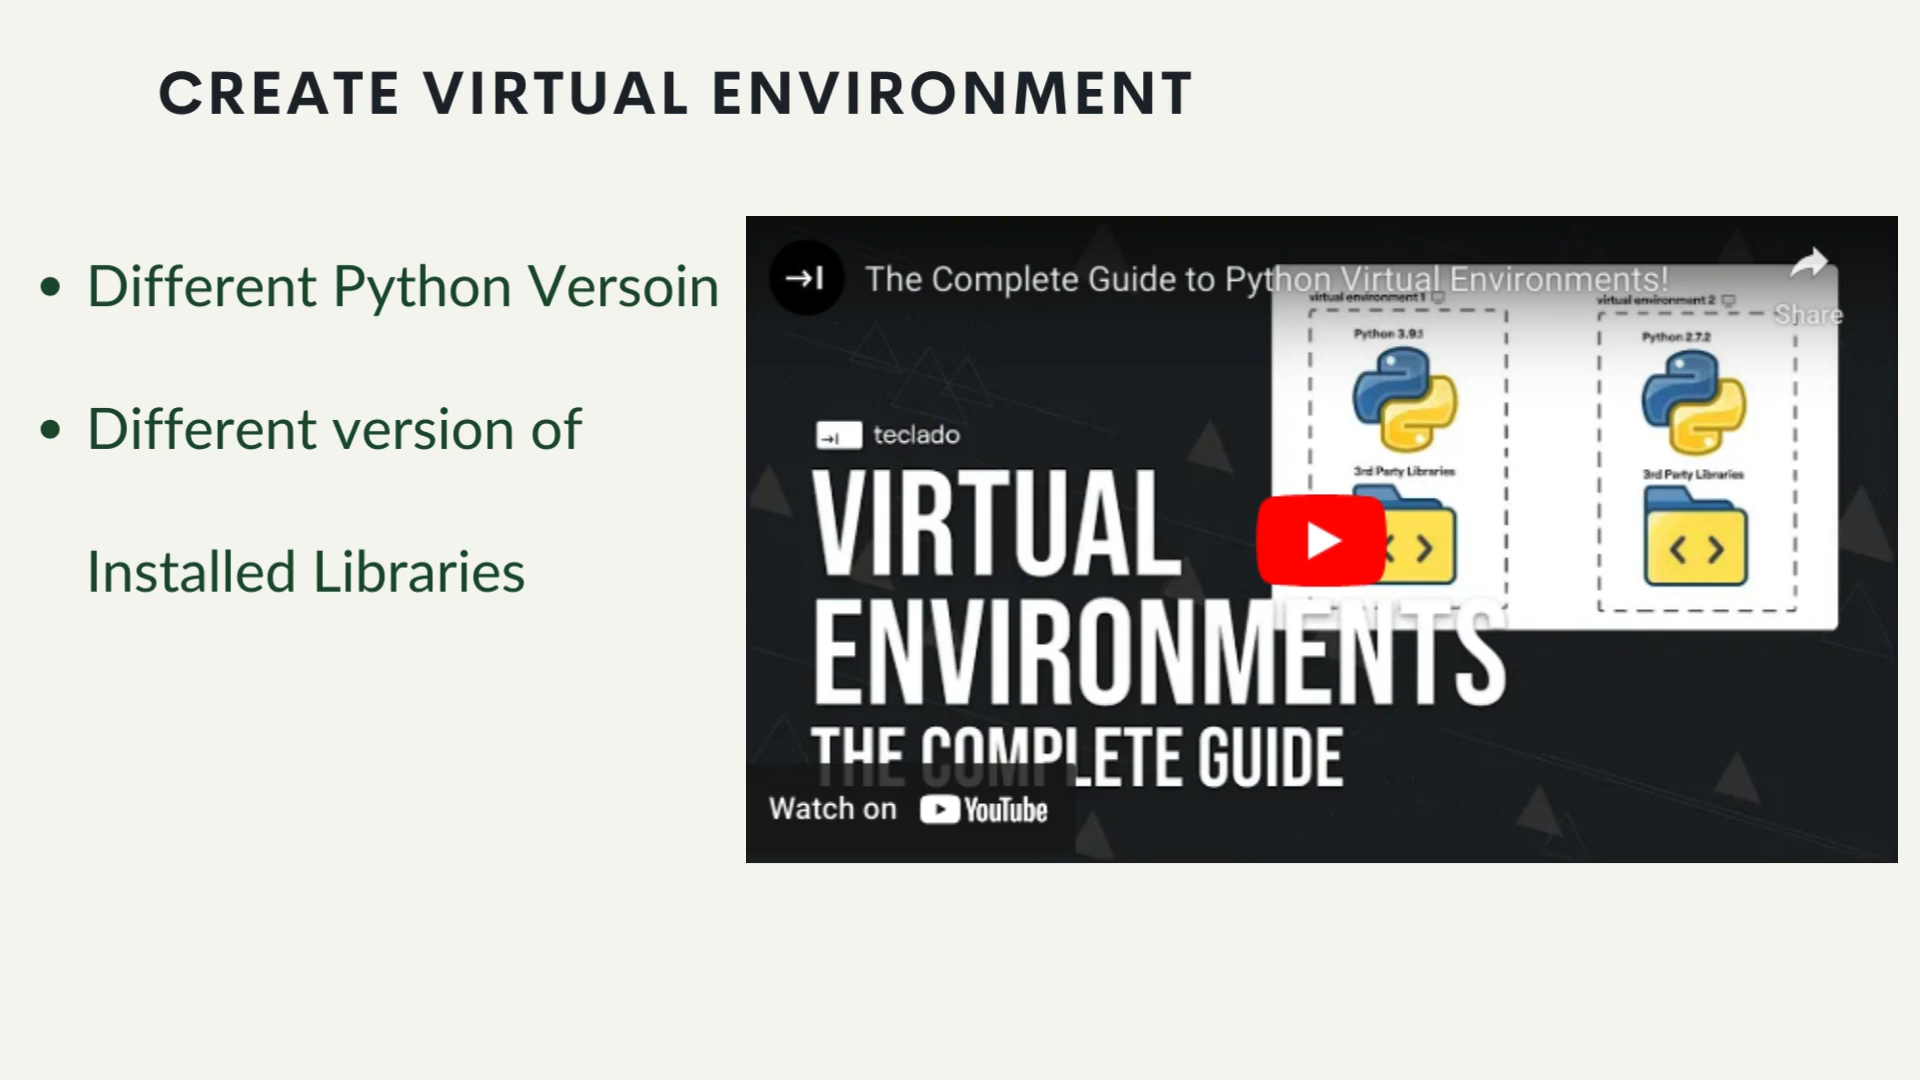 CREATE VIRTUAL ENVIRONMENT
Different Python Versoin
Different version of
Installed Libraries
The Complete Guide to Python Virtual Environments!
Share
virtual environment 1
virtual environment 2
Python 3.9.1
Python 2.7.2
teclado
3rd Party Libraries
3rd Party Libraries
VIRTUAL
ENVIRONMENTS
THE COMPLETE GUIDE
Watch on YouTube